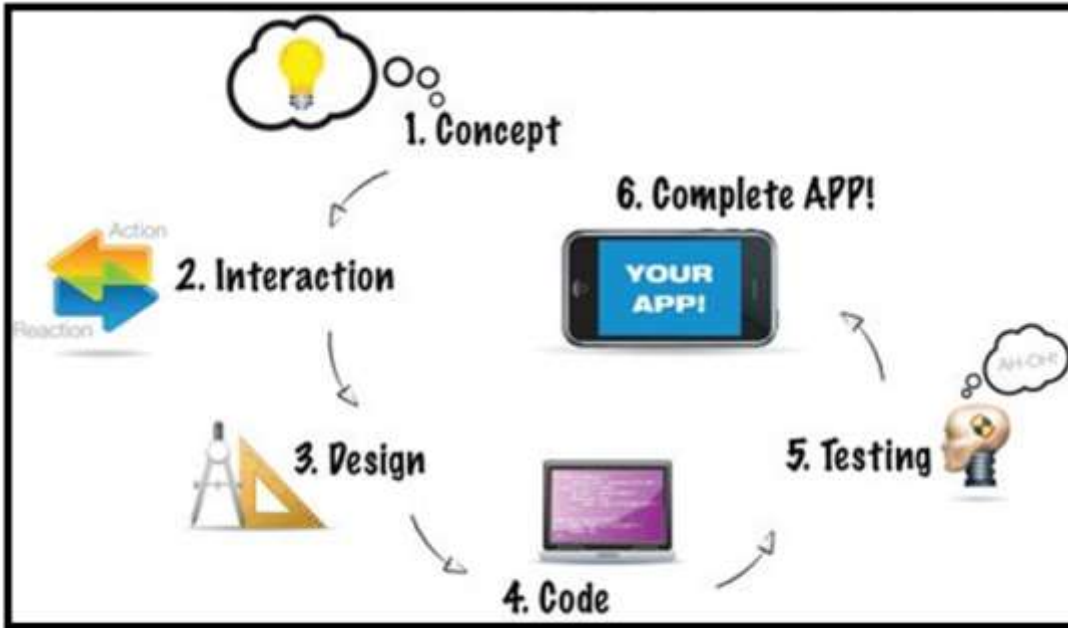 1. Concept
Action
2. Interaction
Reaction
3. Design
4. Code
5. Testing
AH-OH!
6. Complete APP!
YOUR
APP!